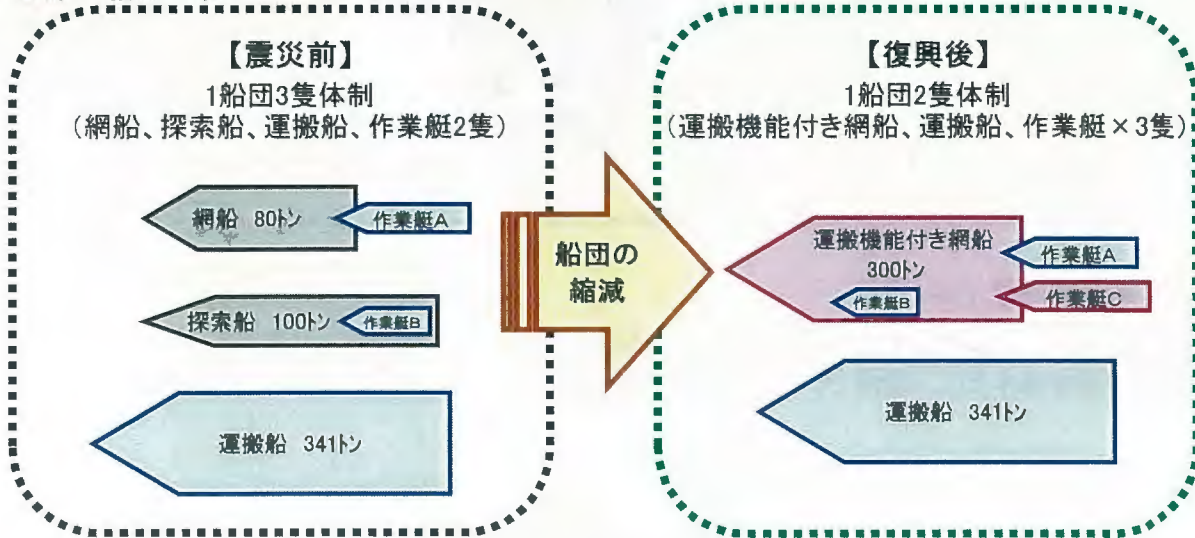 【震災前】
1船団3隻体制
（網船、探索船、運搬船、作業艇2隻）
網船 80トン
作業艇A
探索船 100トン
作業艇B
運搬船 341トン
船団の
縮減
【復興後】
1船団2隻体制
（運搬機能付き網船、運搬船、作業艇×3隻）
運搬機能付き網船
300トン
作業艇A
作業艇B
作業艇C
運搬船 341トン